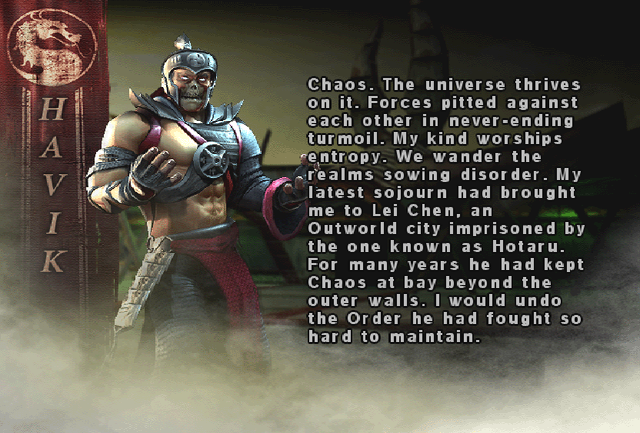 HAVIK
Chaos. The universe thrives
on it. Forces pitted against
each other in never-ending
turmoil. My kind worships
entropy. We wander the
realms sowing disorder. My
latest sojourn had brought
me to Lei Chen, an
Outworld city imprisoned by
the one known as Hotaru.
For many years he had kept
Chaos at bay beyond the
outer walls. I would undo
the Order he had fought so
hard to maintain.